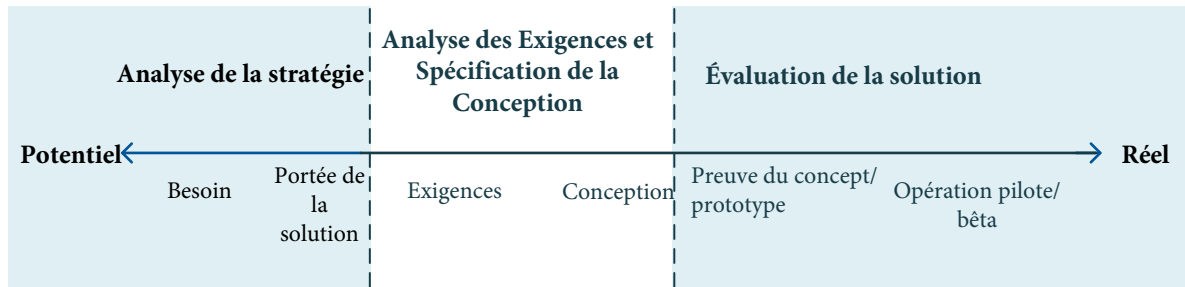 Analyse de la stratégie
Analyse des Exigences et
Spécification de la
Conception
Évaluation de la solution
Potentiel
Réel
Besoin
Portée de
la
solution
Exigences
Conception
Preuve du concept/
prototype
Opération pilote/
bêta